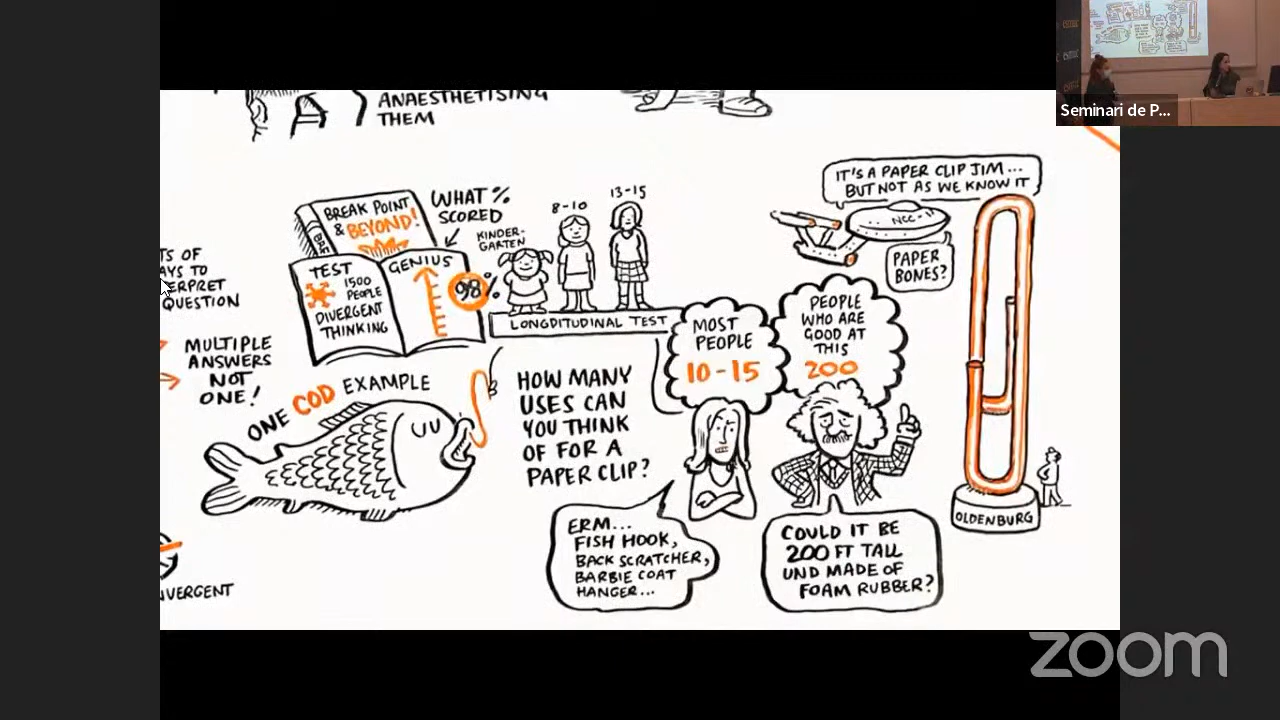 ANAESTHETISING
THEM
BREAK POINT
& BEYOND!
WHAT %
SCORED
KINDER-
GARTEN
8-10
13-15
TEST
1500
PEOPLE
DIVERGENT
THINKING
GENIUS
98%
LONGDITUDINAL TEST
QUESTION
MULTIPLE
ANSWERS
NOT
ONE!
ONE COD EXAMPLE
HOW MANY
USES CAN
YOU THINK
OF FOR A
PAPER CLIP?
MOST
PEOPLE
10-15
PEOPLE
WHO ARE
GOOD AT
THIS
200
IT'S A PAPER CLIP JIM...
BUT NOT AS WE KNOW IT
NCC-17
PAPER
BONES?
OLDENBURG
ERM...
FISH HOOK,
BACK SCRATCHER,
BARBIE COAT
HANGER...
COULD IT BE
200 FT TALL
UND MADE OF
FOAM RUBBER?
Seminari de P...
zoom